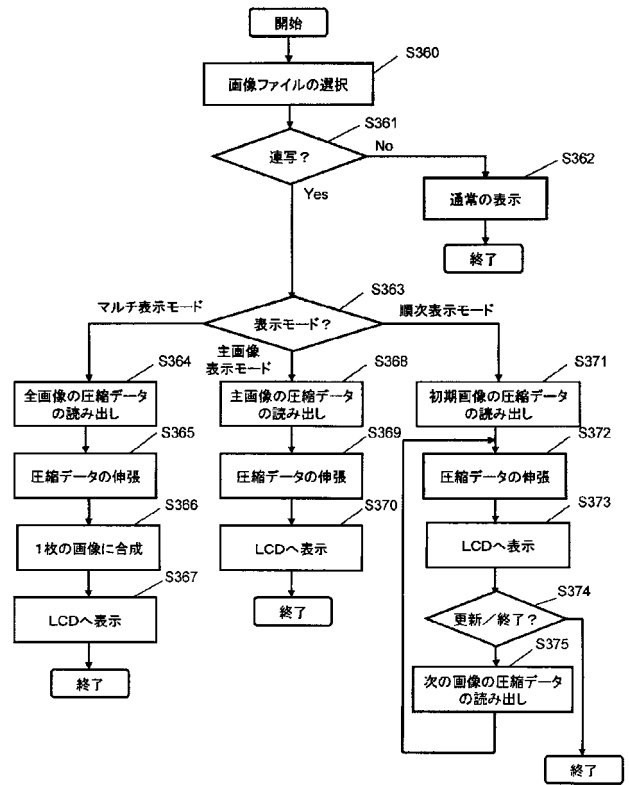 開始
S360
画像ファイルの選択
S361
連写?
No
Yes
S362
通常の表示
終了
S363
表示モード?
マルチ表示モード
主画像
表示モード
順次表示モード
S364
全画像の圧縮データ
の読み出し
S365
圧縮データの伸張
S366
1枚の画像に合成
S367
LCDへ表示
終了
S368
主画像の圧縮データ
の読み出し
S369
圧縮データの伸張
S370
LCDへ表示
終了
S371
初期画像の圧縮データ
の読み出し
S372
圧縮データの伸張
S373
LCDへ表示
S374
更新/終了?
S375
次の画像の圧縮データ
の読み出し
終了